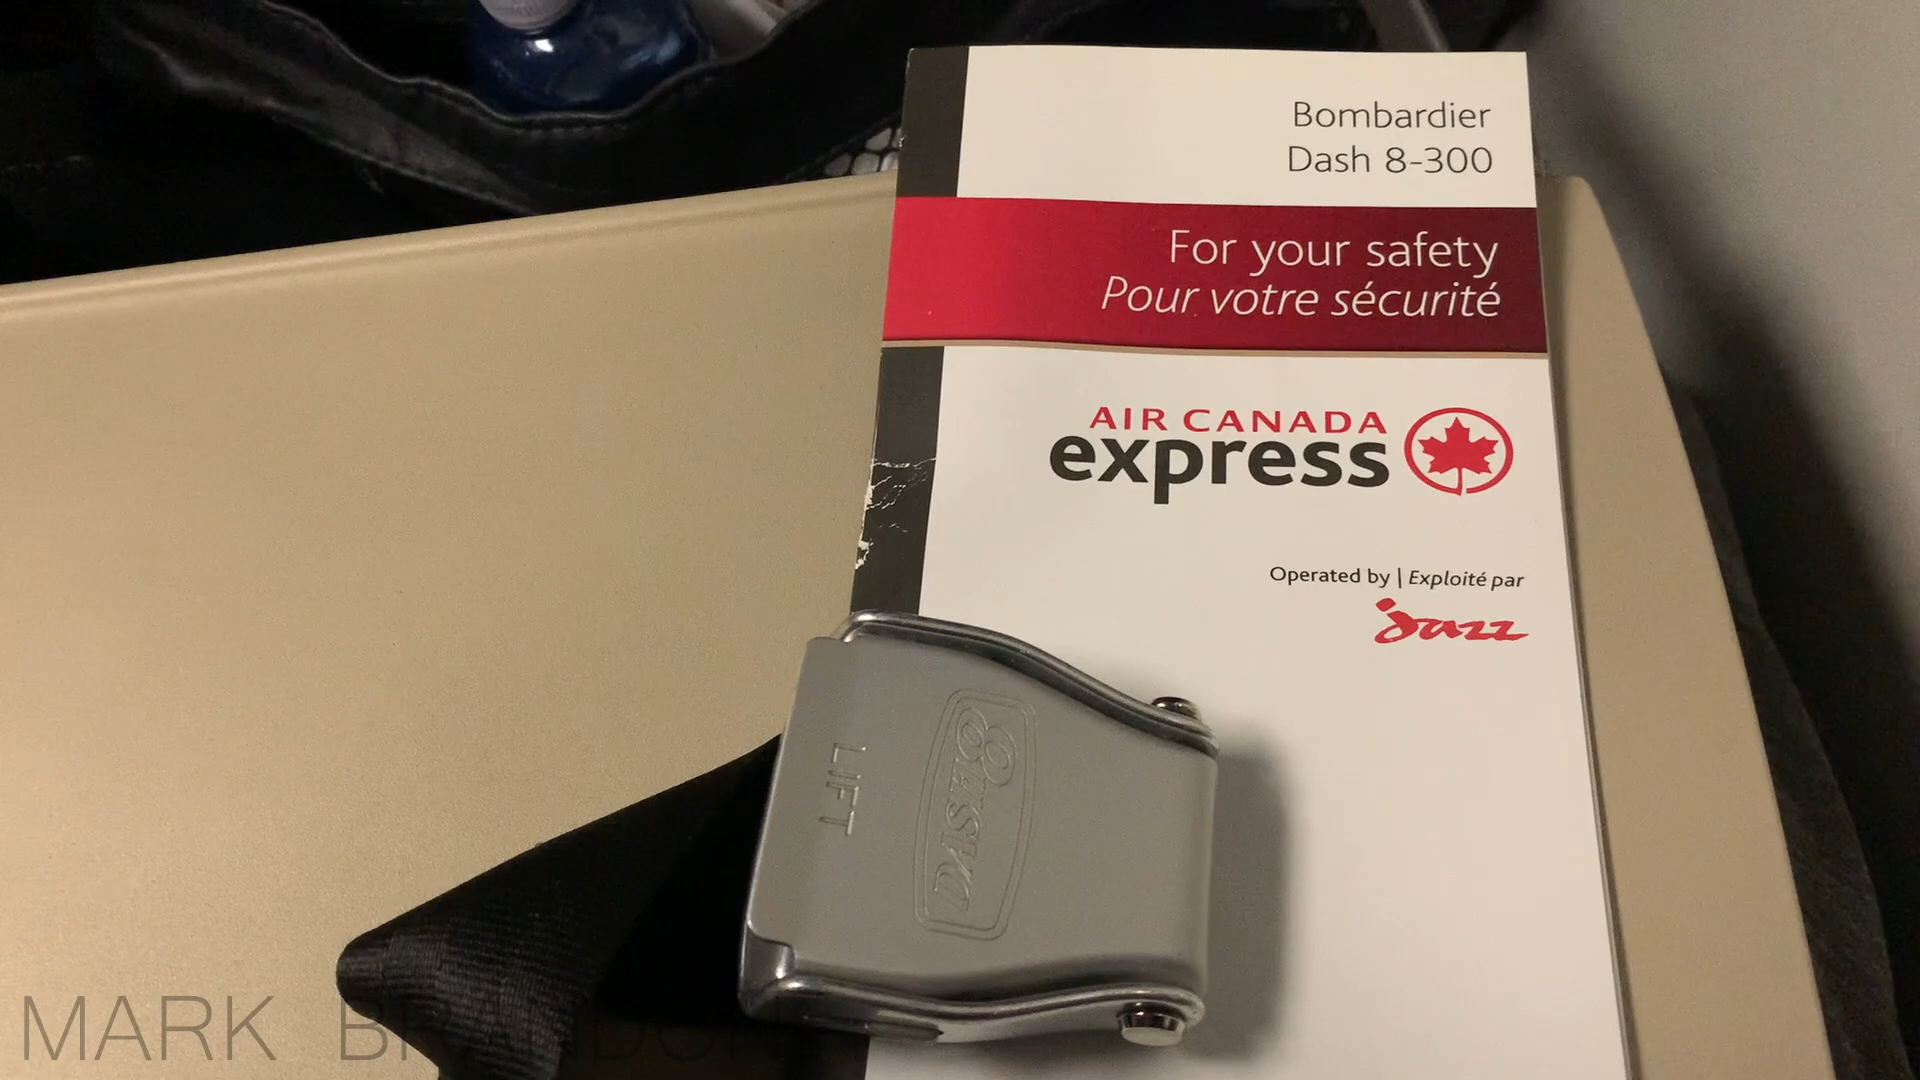 Bombardier
Dash 8-300
For your safety
Pour votre sécurité
AIR CANADA
express
Operated by | Exploité par
Jazz
LIFT
DASH 8
MARK BRANDON